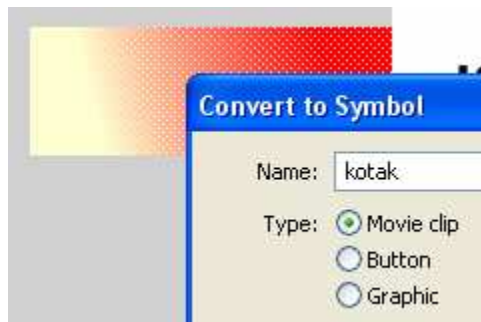 Convert to Symbol
Name: kotak
Type: Movie clip
Button
Graphic